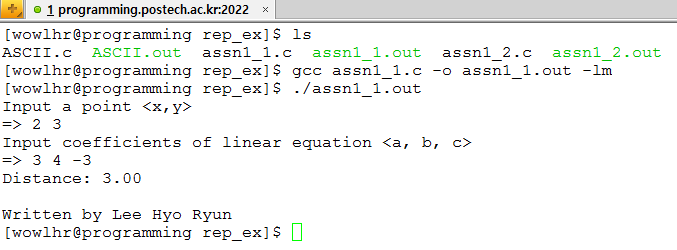 1 programming.postech.ac.kr:2022 ×
[wowlhr@programming rep_ex]$ ls
ASCII.c  ASCII.out  assn1_1.c  assn1_1.out  assn1_2.c  assn1_2.out
[wowlhr@programming rep_ex]$ gcc assn1_1.c -o assn1_1.out -lm
[wowlhr@programming rep_ex]$ ./assn1_1.out
Input a point <x,y>
=> 2 3
Input coefficients of linear equation <a, b, c>
=> 3 4 -3
Distance: 3.00
Written by Lee Hyo Ryun
[wowlhr@programming rep_ex]$